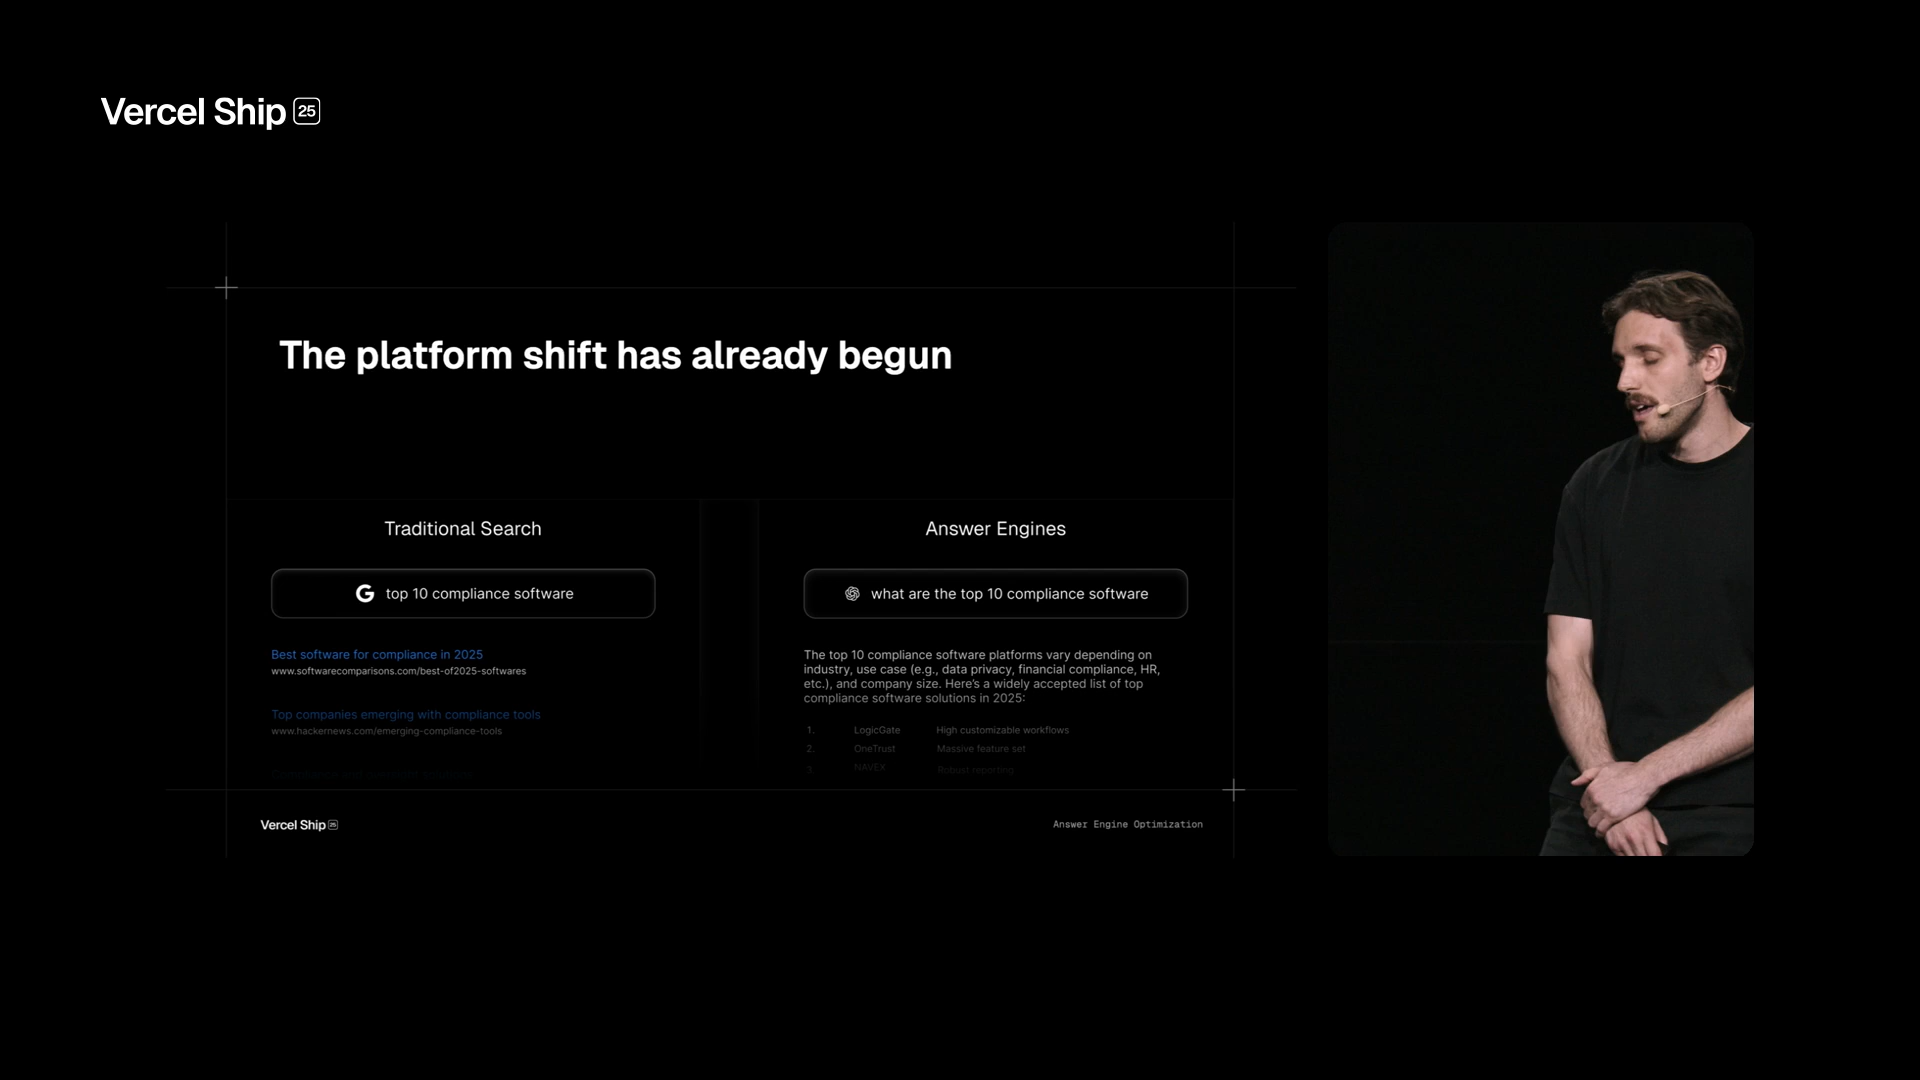 Vercel Ship 25
The platform shift has already begun
Traditional Search
G top 10 compliance software
Best software for compliance in 2025
www.softwarecomparisons.com/best-of2025-softwares
Top companies emerging with compliance tools
www.hackernews.com/emerging-compliance-tools
Answer Engines
what are the top 10 compliance software
The top 10 compliance software platforms vary depending on
industry, use case (e.g., data privacy, financial compliance, HR,
etc.), and company size. Here's a widely accepted list of top
compliance software solutions in 2025:
1. LogicGate High customizable workflows
2. OneTrust Massive feature set
3. NAVEX Robust reporting
Vercel Ship 25
Answer Engine Optimization